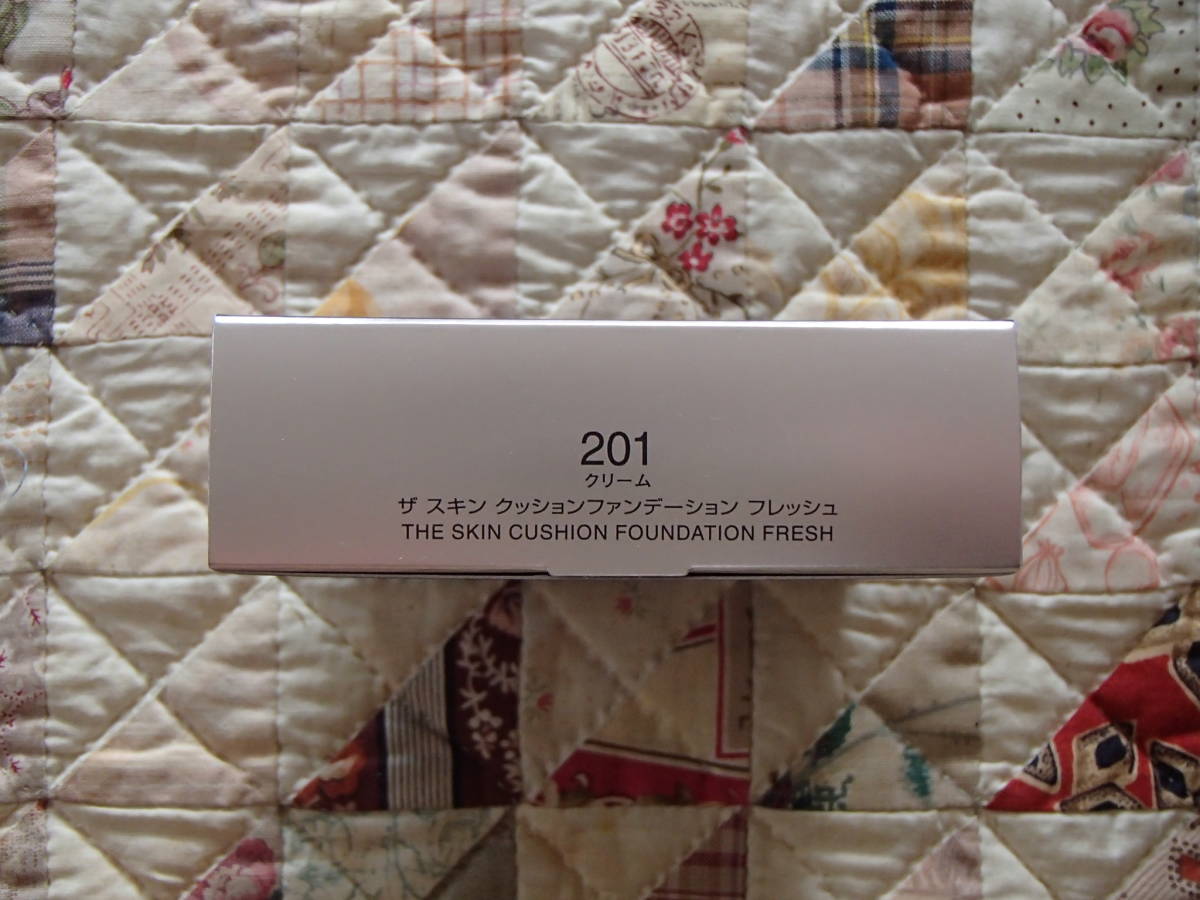 201
クリーム
ザ スキン クッションファンデーション フレッシュ
THE SKIN CUSHION FOUNDATION FRESH